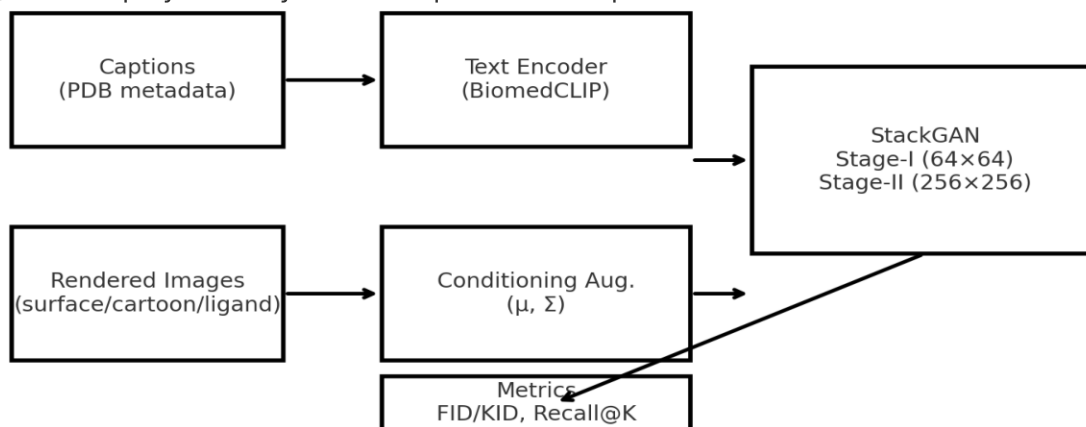 Captions
(PDB metadata)
Text Encoder
(BiomedCLIP)
StackGAN
Stage-I (64×64)
Stage-II (256×256)
Rendered Images
(surface/cartoon/ligand)
Conditioning Aug.
(μ, Σ)
Metrics
FID/KID, Recall@K